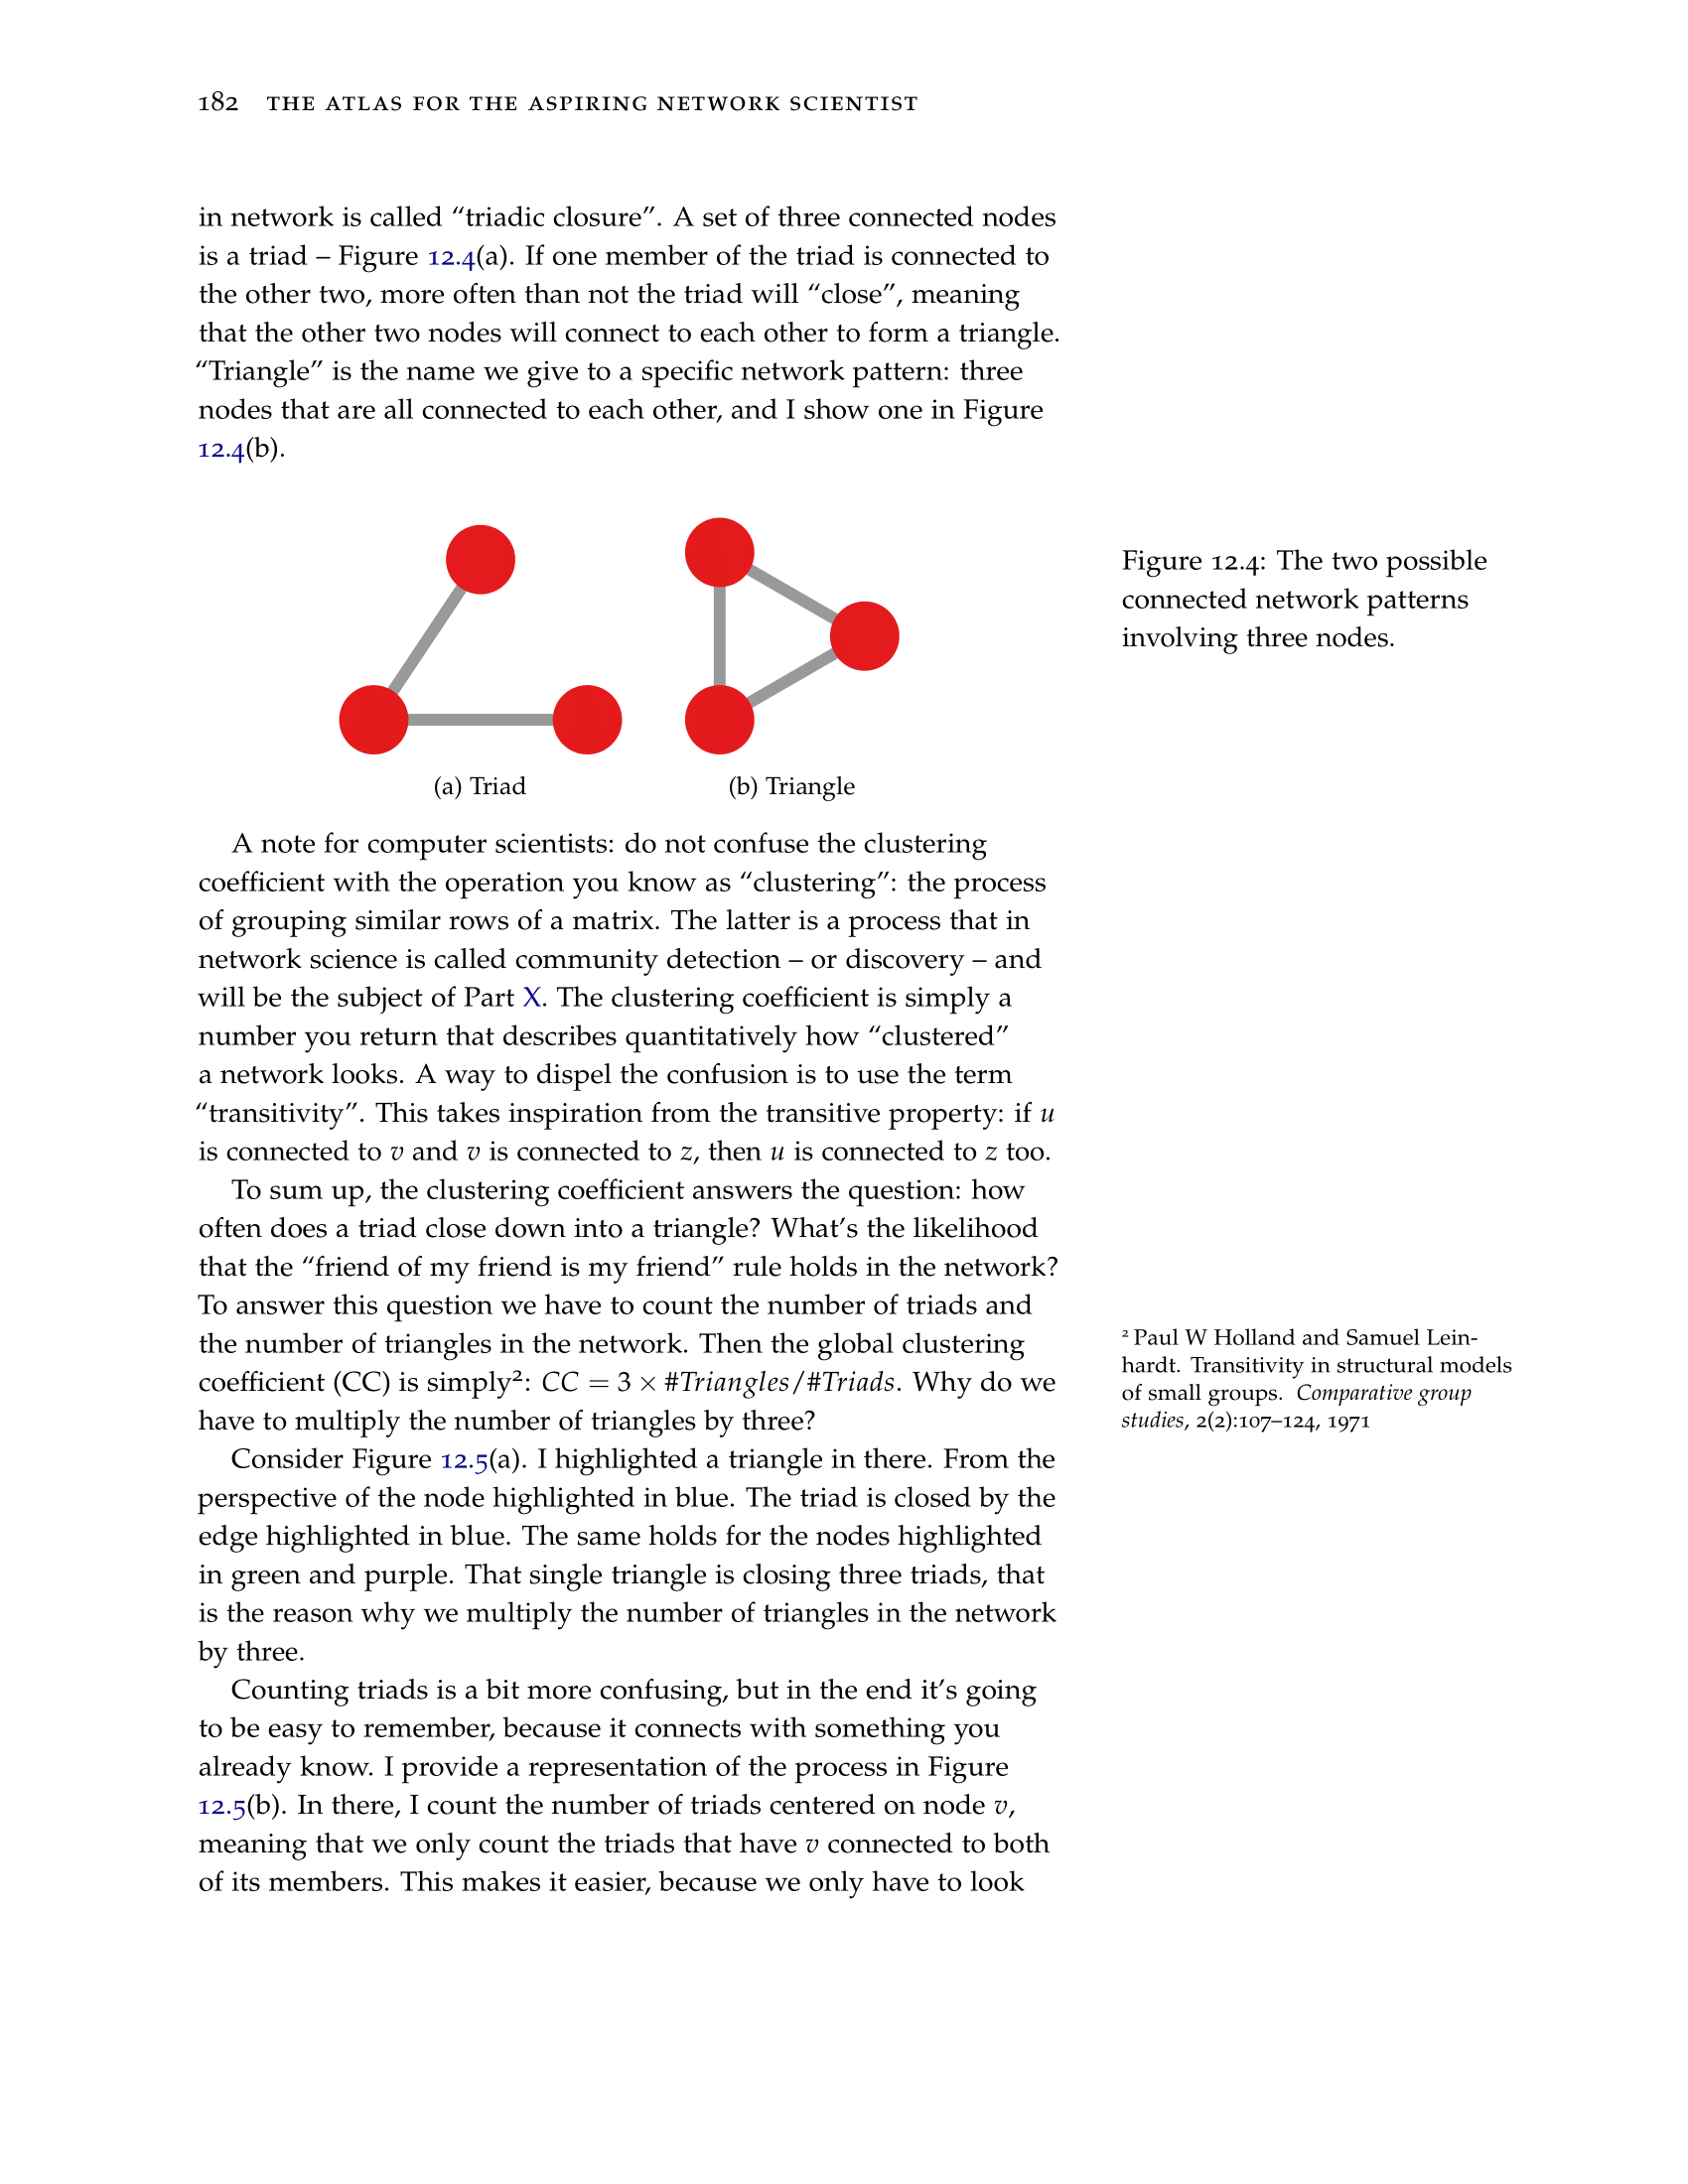 182 THE ATLAS FOR THE ASPIRING NETWORK SCIENTIST
in network is called “triadic closure”. A set of three connected nodes
is a triad – Figure 12.4(a). If one member of the triad is connected to
the other two, more often than not the triad will “close”, meaning
that the other two nodes will connect to each other to form a triangle.
“Triangle” is the name we give to a specific network pattern: three
nodes that are all connected to each other, and I show one in Figure
12.4(b).
(a) Triad
(b) Triangle
Figure 12.4: The two possible
connected network patterns
involving three nodes.
A note for computer scientists: do not confuse the clustering
coefficient with the operation you know as “clustering”: the process
of grouping similar rows of a matrix. The latter is a process that in
network science is called community detection – or discovery – and
will be the subject of Part X. The clustering coefficient is simply a
number you return that describes quantitatively how “clustered”
a network looks. A way to dispel the confusion is to use the term
“transitivity”. This takes inspiration from the transitive property: if u
is connected to v and v is connected to z, then u is connected to z too.
To sum up, the clustering coefficient answers the question: how
often does a triad close down into a triangle? What’s the likelihood
that the “friend of my friend is my friend” rule holds in the network?
To answer this question we have to count the number of triads and
the number of triangles in the network. Then the global clustering
coefficient (CC) is simply²: CC = 3 × #Triangles/#Triads. Why do we
have to multiply the number of triangles by three?
² Paul W Holland and Samuel Lein-
hardt. Transitivity in structural models
of small groups. Comparative group
studies, 2(2):107–124, 1971
Consider Figure 12.5(a). I highlighted a triangle in there. From the
perspective of the node highlighted in blue. The triad is closed by the
edge highlighted in blue. The same holds for the nodes highlighted
in green and purple. That single triangle is closing three triads, that
is the reason why we multiply the number of triangles in the network
by three.
Counting triads is a bit more confusing, but in the end it’s going
to be easy to remember, because it connects with something you
already know. I provide a representation of the process in Figure
12.5(b). In there, I count the number of triads centered on node v,
meaning that we only count the triads that have v connected to both
of its members. This makes it easier, because we only have to look